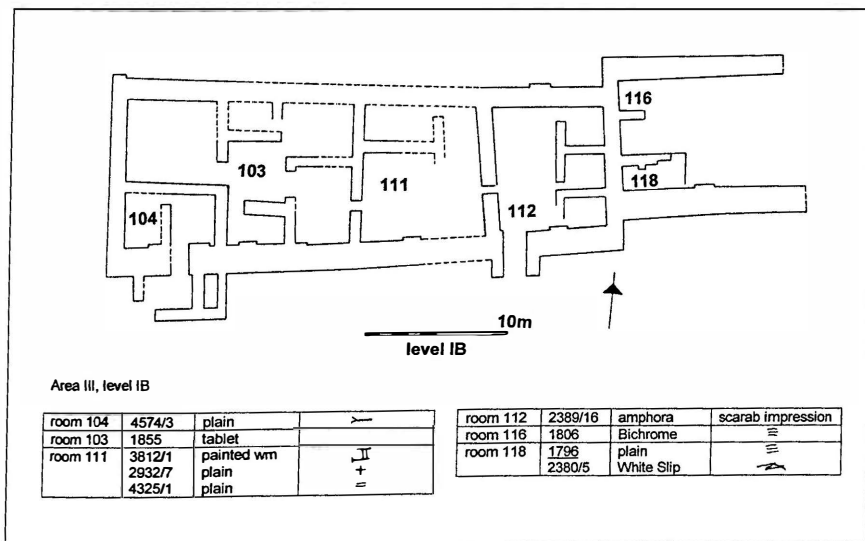 116
103
111
118
104
112
10m
level IB
Area III, level IB
room 104 4574/3 plain
room 103 1855 tablet
room 111 3812/1 painted wm
2932/7 plain +
4325/1 plain =
room 112 2389/16 amphora scarab impression
room 116 1806 Bichrome
room 118 1796 plain
2380/5 White Slip